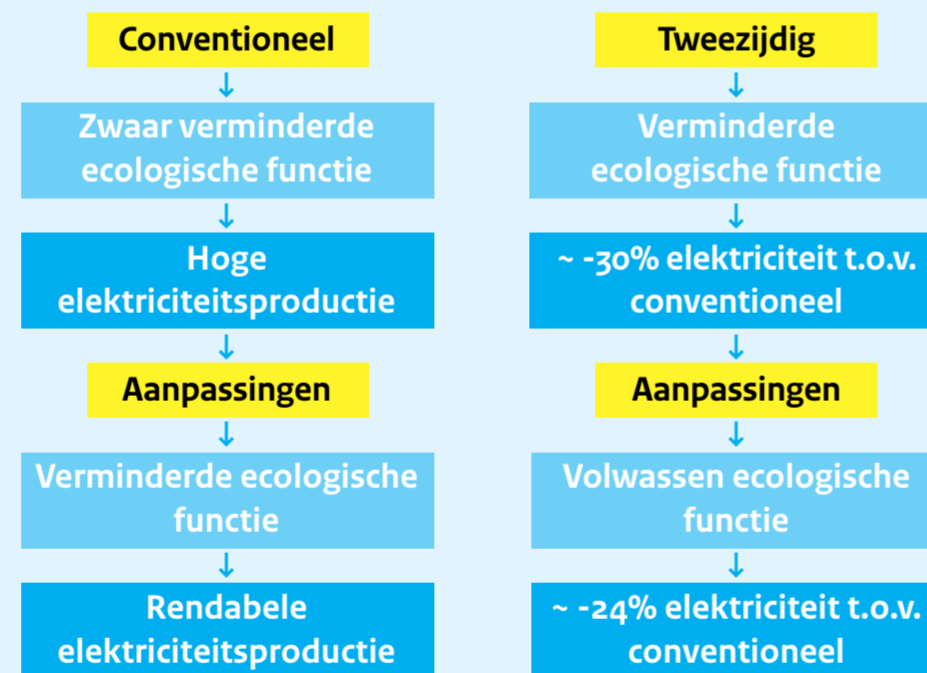 Conventioneel
↓
Zwaar verminderde
ecologische functie
↓
Hoge
elektriciteitsproductie
↓
Aanpassingen
↓
Verminderde ecologische
functie
↓
Rendabele
elektriciteitsproductie
Tweezijdig
↓
Verminderde
ecologische functie
↓
~ -30% elektriciteit t.o.v.
conventioneel
↓
Aanpassingen
↓
Volwassen ecologische
functie
↓
~ -24% elektriciteit t.o.v.
conventioneel